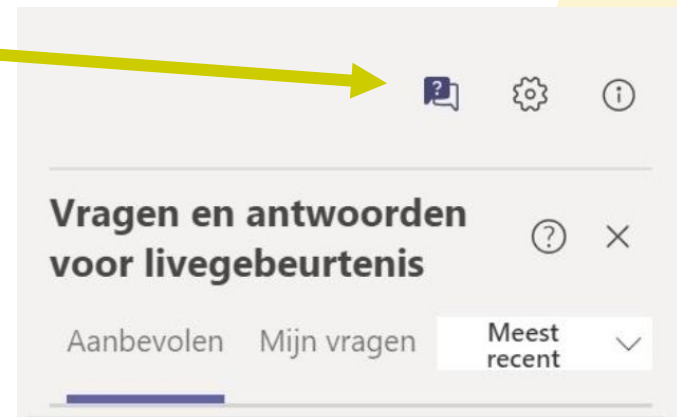 Vragen en antwoorden
voor livegebeurtenis
Aanbevolen Mijn vragen Meest
recent